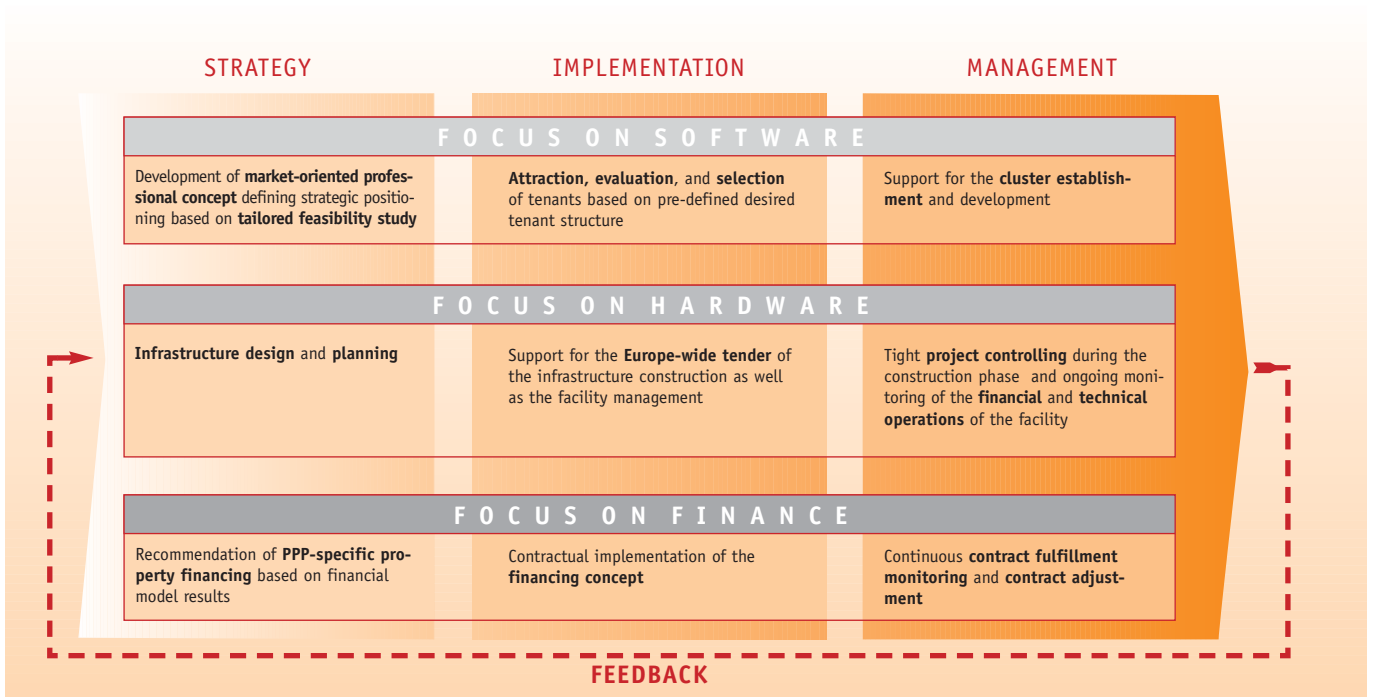 STRATEGY
IMPLEMENTATION
MANAGEMENT
FOCUS ON SOFTWARE
Development of market-oriented profes-
sional concept defining strategic positio-
ning based on tailored feasibility study
Attraction, evaluation, and selection
of tenants based on pre-defined desired
tenant structure
Support for the cluster establish-
ment and development
FOCUS ON HARDWARE
Infrastructure design and planning
Support for the Europe-wide tender of
the infrastructure construction as well
as the facility management
Tight project controlling during the
construction phase and ongoing moni-
toring of the financial and technical
operations of the facility
FOCUS ON FINANCE
Recommendation of PPP-specific pro-
perty financing based on financial
model results
Contractual implementation of the
financing concept
Continuous contract fulfillment
monitoring and contract adjust-
ment
FEEDBACK